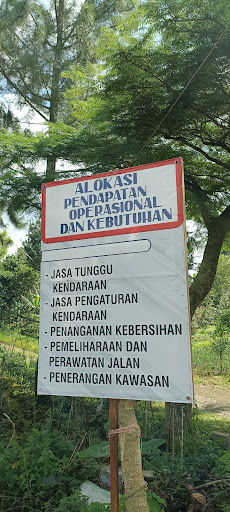 ALOKASI
PENDAPATAN
OPERASIONAL
DAN KEBUTUHAN
- JASA TUNGGU
KENDARAAN
- JASA PENGATURAN
KENDARAAN
- PENANGANAN KEBERSIHAN
- PEMELIHARAAN DAN
PERAWATAN JALAN
- PENERANGAN KAWASAN